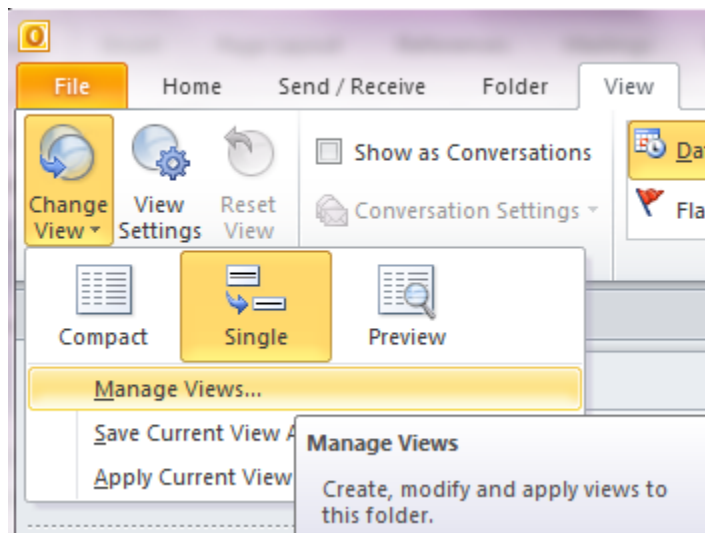 File Home Send / Receive Folder View
Show as Conversations
Change View
View Settings
Reset View
Conversation Settings
Compact Single Preview
Manage Views...
Save Current View
Apply Current View
Manage Views
Create, modify and apply views to
this folder.